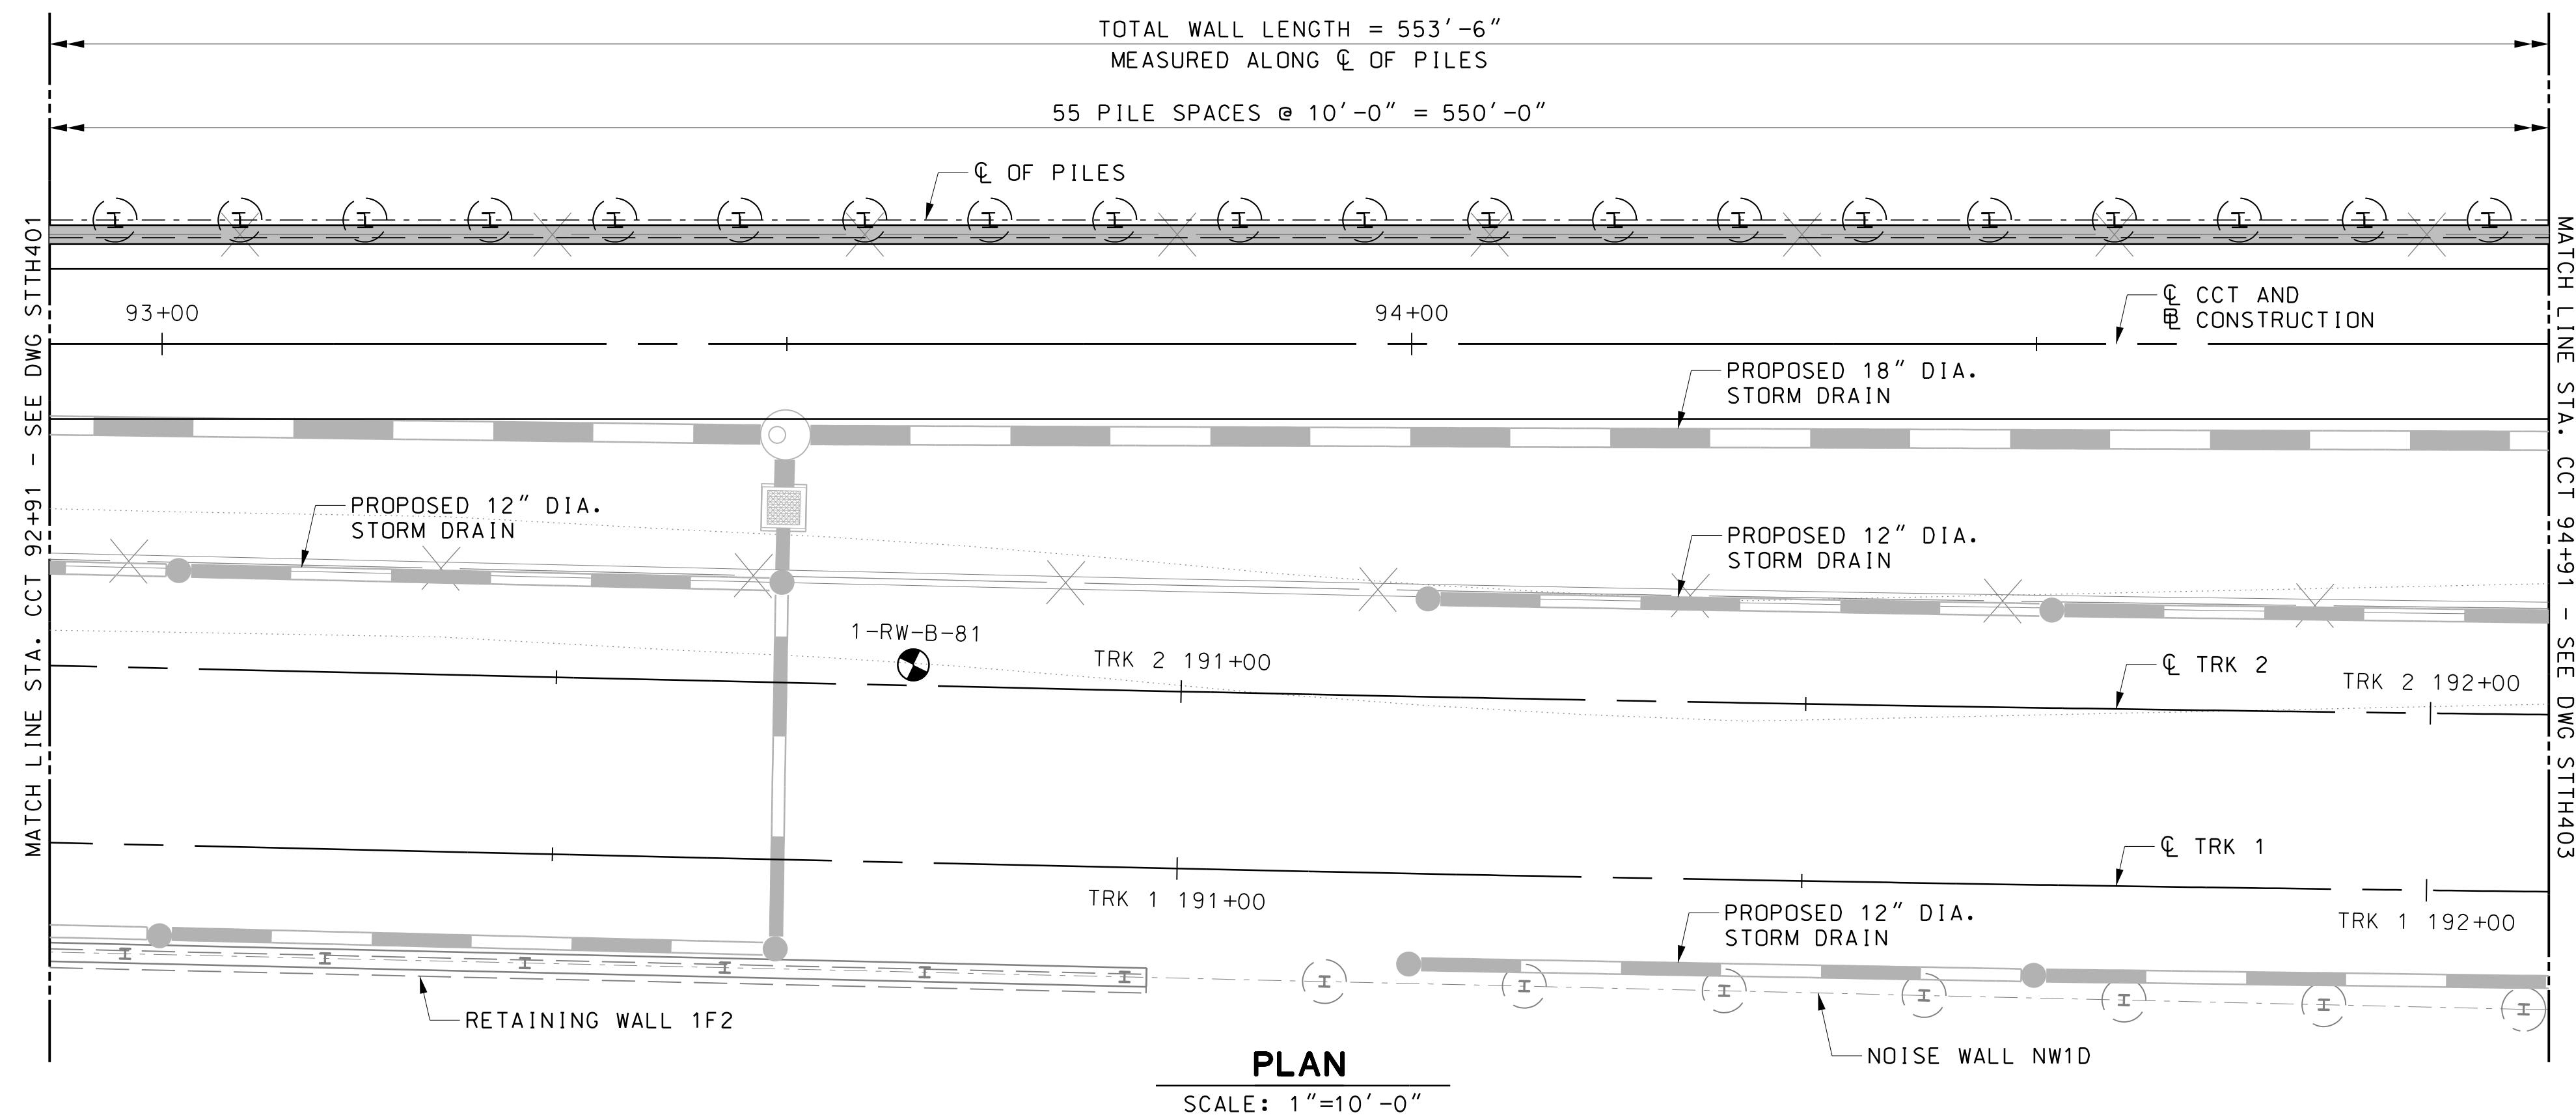 TOTAL WALL LENGTH = 553'-6"
MEASURED ALONG ℄ OF PILES
55 PILE SPACES @ 10'-0" = 550'-0"
℄ OF PILES
MATCH LINE STA. CCT 92+91 - SEE DWG STTH401
MATCH LINE STA. CCT 94+91 - SEE DWG STTH403
93+00
94+00
℄ CCT AND
BL CONSTRUCTION
PROPOSED 18" DIA.
STORM DRAIN
PROPOSED 12" DIA.
STORM DRAIN
PROPOSED 12" DIA.
STORM DRAIN
1-RW-B-81
TRK 2 191+00
℄ TRK 2
TRK 2 192+00
℄ TRK 1
TRK 1 191+00
PROPOSED 12" DIA.
STORM DRAIN
TRK 1 192+00
RETAINING WALL 1F2
NOISE WALL NW1D
PLAN
SCALE: 1"=10'-0"